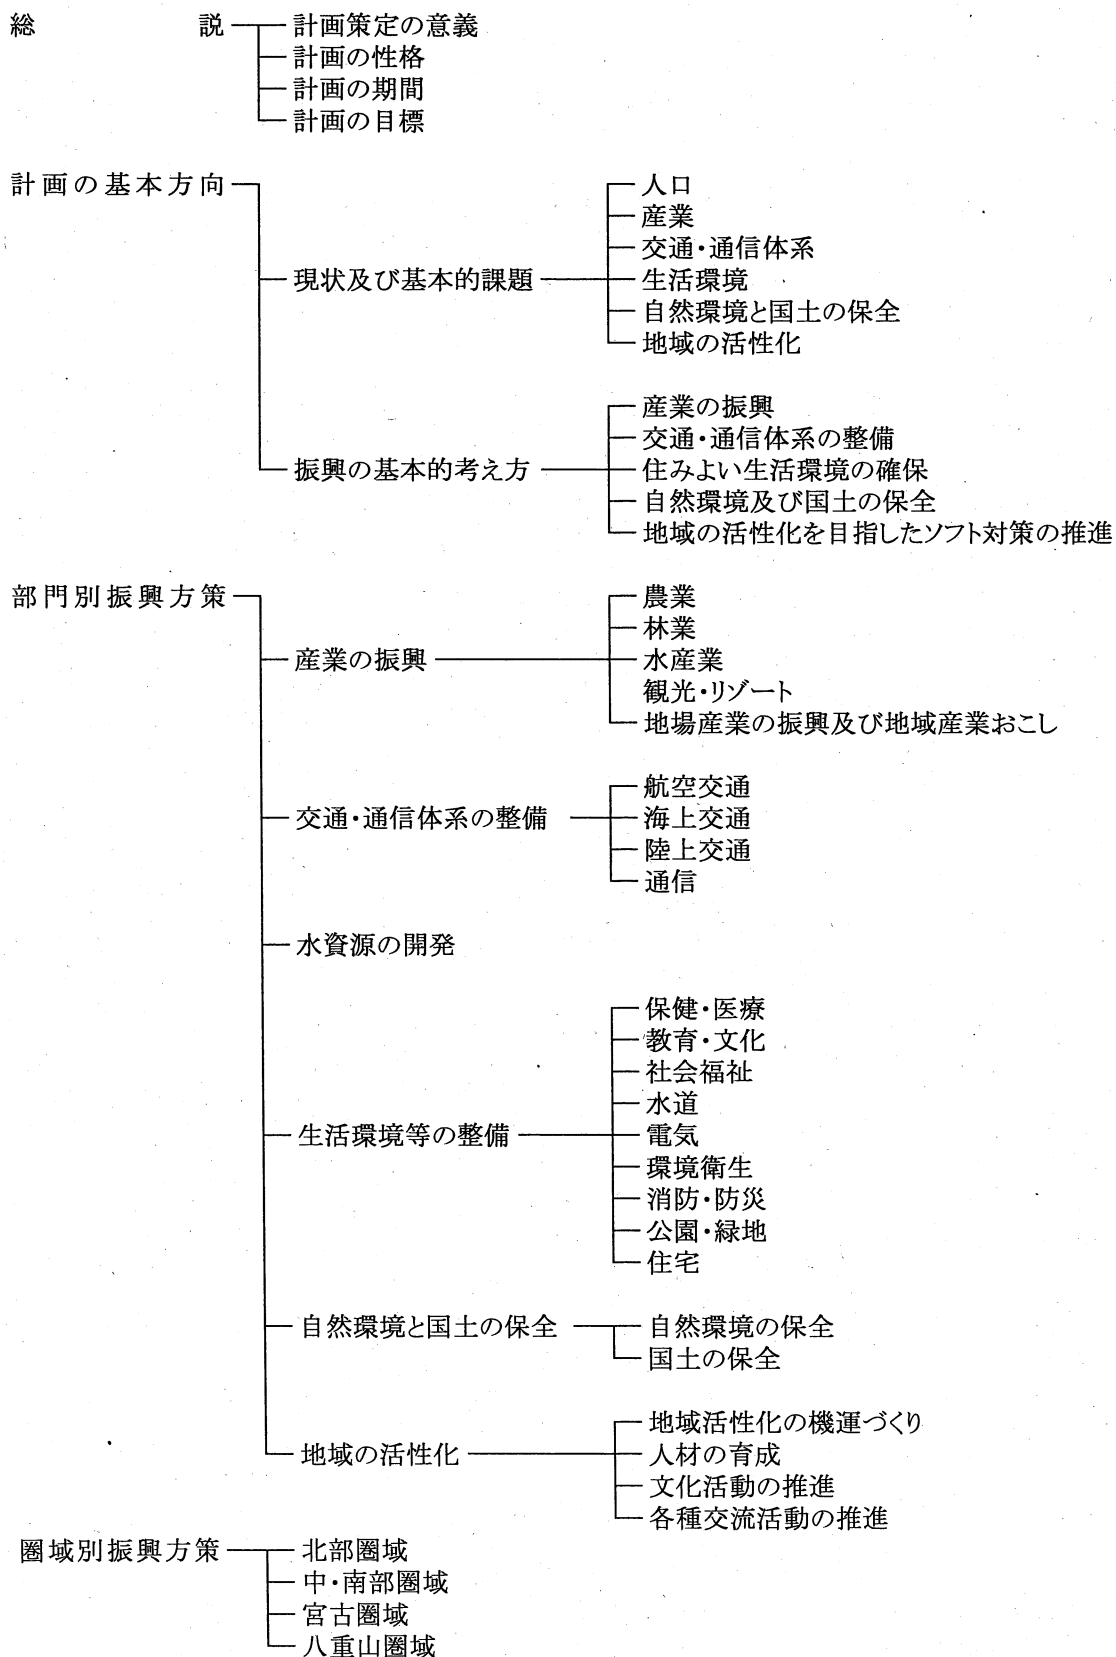 総説
計画策定の意義
計画の性格
計画の期間
計画の目標
計画の基本方向
現状及び基本的課題
人口
産業
交通・通信体系
生活環境
自然環境と国土の保全
地域の活性化
振興の基本的考え方
産業の振興
交通・通信体系の整備
住みよい生活環境の確保
自然環境及び国土の保全
地域の活性化を目指したソフト対策の推進
部門別振興方策
産業の振興
農業
林業
水産業
観光・リゾート
地場産業の振興及び地域産業おこし
交通・通信体系の整備
航空交通
海上交通
陸上交通
通信
水資源の開発
生活環境等の整備
保健・医療
教育・文化
社会福祉
水道
電気
環境衛生
消防・防災
公園・緑地
住宅
自然環境と国土の保全
自然環境の保全
国土の保全
地域の活性化
地域活性化の機運づくり
人材の育成
文化活動の推進
各種交流活動の推進
圏域別振興方策
北部圏域
中・南部圏域
宮古圏域
八重山圏域